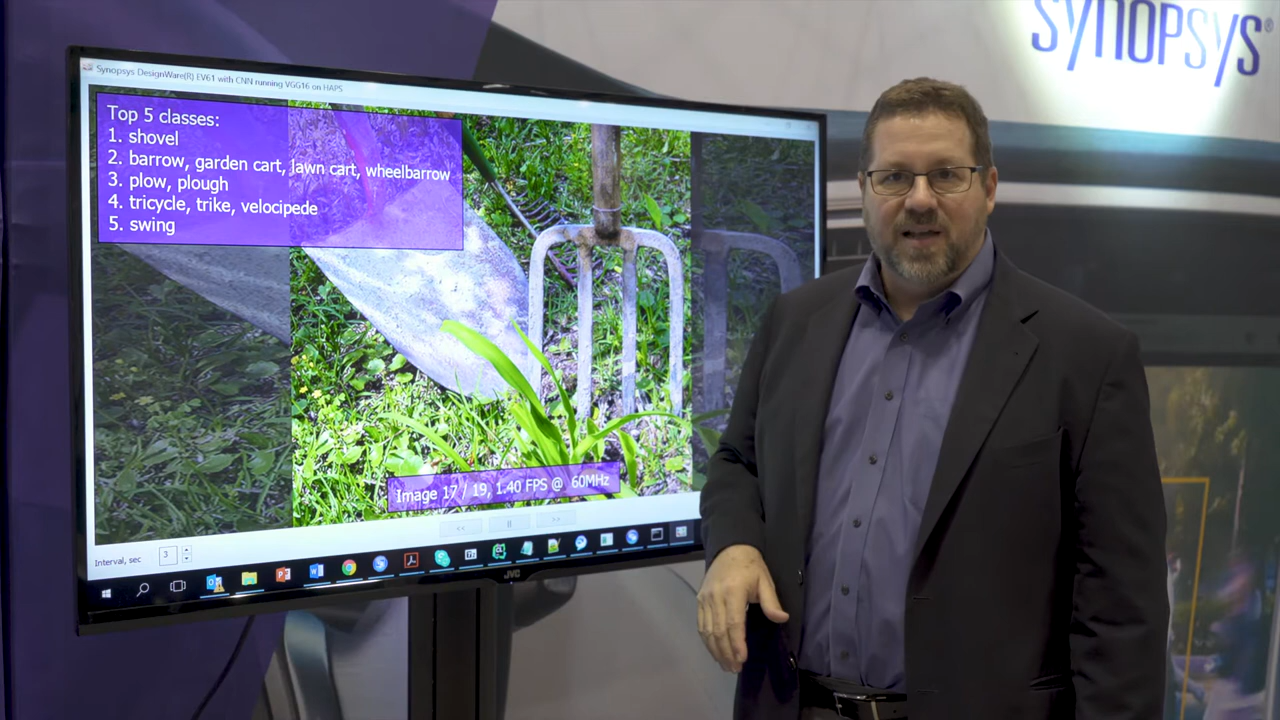 SYNOPSYS®
Synopsys DesignWare(R) EV61 with CNN running VGG16 on HAPS
Top 5 classes:
1. shovel
2. barrow, garden cart, lawn cart, wheelbarrow
3. plow, plough
4. tricycle, trike, velocipede
5. swing
Image 17 / 19, 1.40 FPS @ 60MHz
<< || >>
Interval, sec 3
JVC